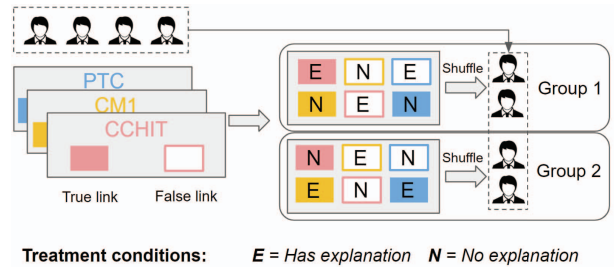 PTC
CM1
CCHIT
True link False link
E N E
N E N
Shuffle
Group 1
N E N
E N E
Shuffle
Group 2
Treatment conditions: E = Has explanation N = No explanation